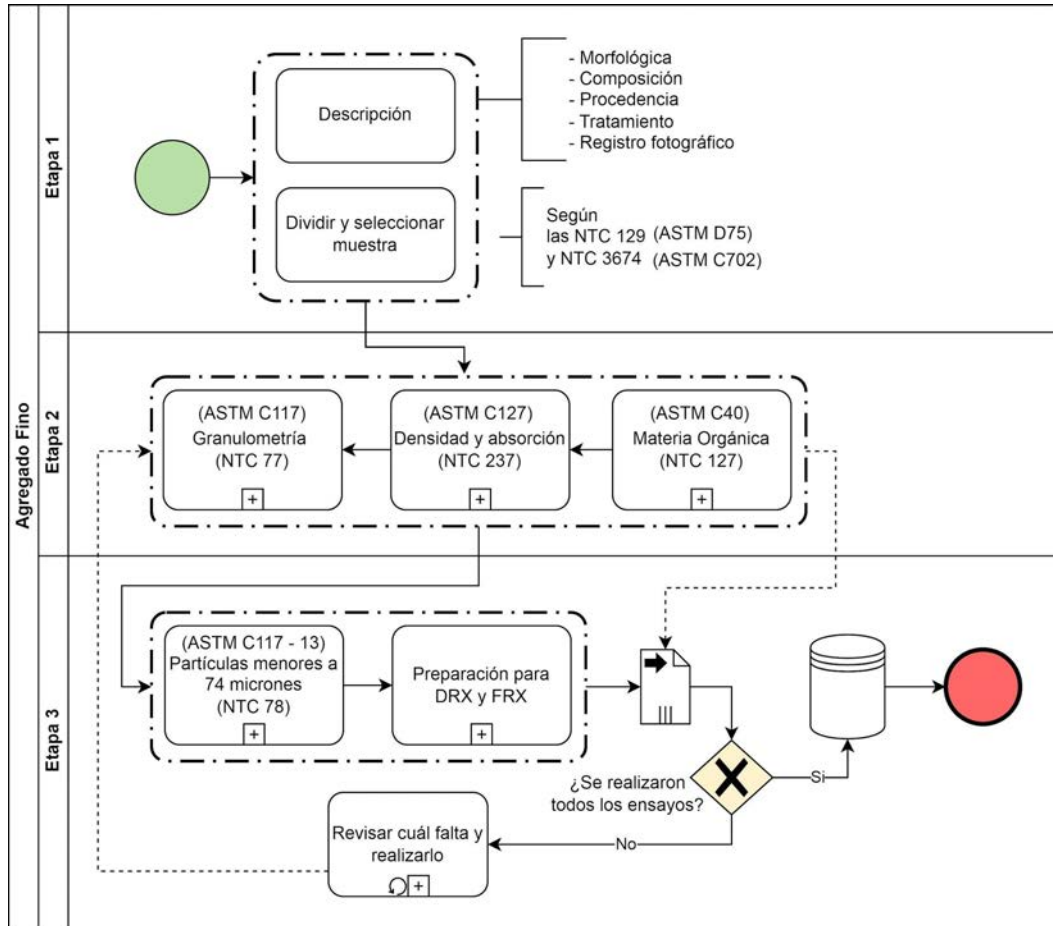 Agregado Fino
Etapa 1
Descripción
- Morfológica
- Composición
- Procedencia
- Tratamiento
- Registro fotográfico
Dividir y seleccionar
muestra
Según
las NTC 129 (ASTM D75)
y NTC 3674 (ASTM C702)
Etapa 2
(ASTM C117)
Granulometría
(NTC 77)
+
(ASTM C127)
Densidad y absorción
(NTC 237)
+
(ASTM C40)
Materia Orgánica
(NTC 127)
+
Etapa 3
(ASTM C117 - 13)
Partículas menores a
74 micrones
(NTC 78)
+
Preparación para
DRX y FRX
+
¿Se realizaron
todos los ensayos?
Si
No
Revisar cuál falta y
realizarlo
+